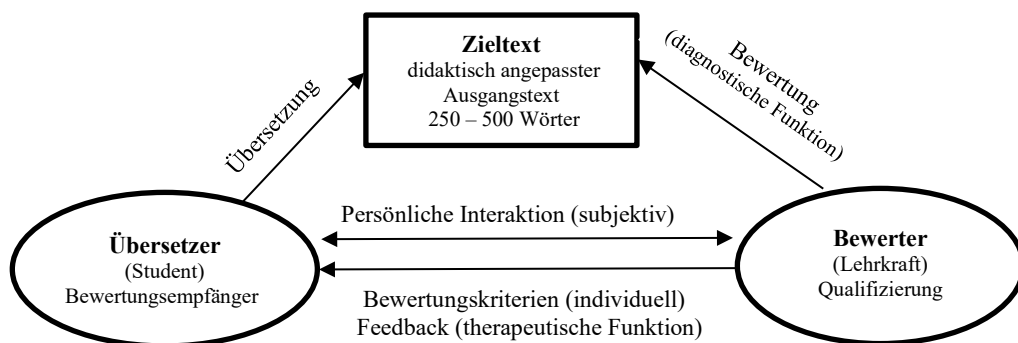 Zieltext
didaktisch angepasster
Ausgangstext
250 – 500 Wörter
Übersetzung
Bewertung
(diagnostische Funktion)
Persönliche Interaktion (subjektiv)
Übersetzer
(Student)
Bewertungsempfänger
Bewerter
(Lehrkraft)
Qualifizierung
Bewertungskriterien (individuell)
Feedback (therapeutische Funktion)